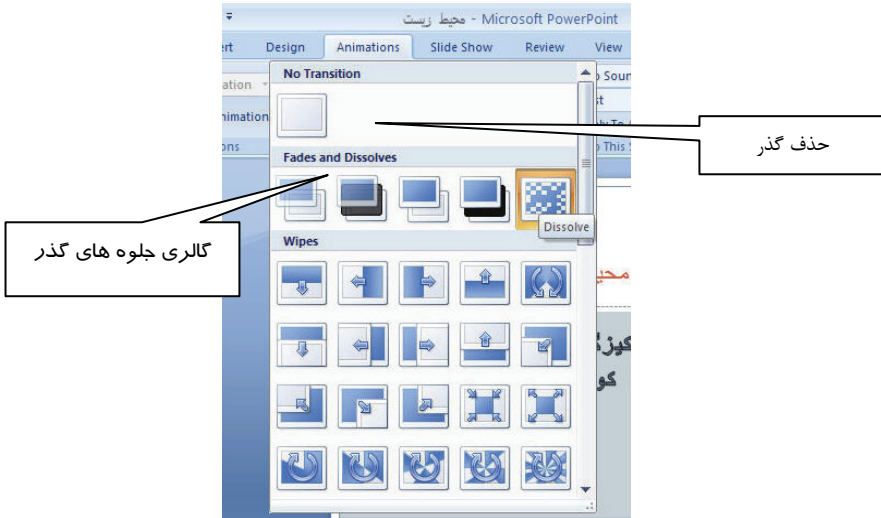 محیط زیست - Microsoft PowerPoint
Design Animations Slide Show Review View
No Transition
Fades and Dissolves
Dissolve
Wipes
حذف گذر
گالری جلوه های گذر